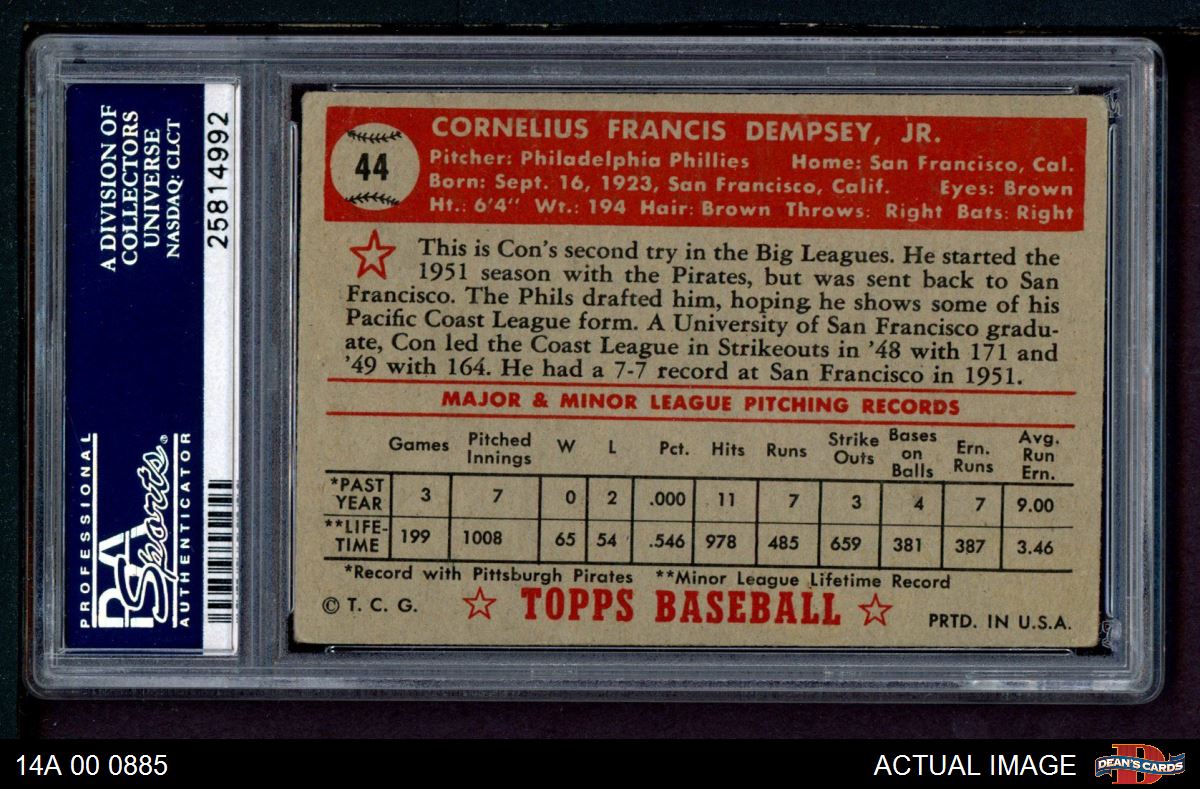 A DIVISION OF
COLLECTORS
UNIVERSE
NASDAQ: CLCT
25814992
PROFESSIONAL
PSA
Sports®
AUTHENTICATOR
44
CORNELIUS FRANCIS DEMPSEY, JR.
Pitcher: Philadelphia Phillies Home: San Francisco, Cal.
Born: Sept. 16, 1923, San Francisco, Calif. Eyes: Brown
Ht.: 6'4" Wt.: 194 Hair: Brown Throws: Right Bats: Right
This is Con's second try in the Big Leagues. He started the
1951 season with the Pirates, but was sent back to San
Francisco. The Phils drafted him, hoping he shows some of his
Pacific Coast League form. A University of San Francisco gradu-
ate, Con led the Coast League in Strikeouts in '48 with 171 and
'49 with 164. He had a 7-7 record at San Francisco in 1951.
MAJOR & MINOR LEAGUE PITCHING RECORDS
Games Pitched Innings W L Pct. Hits Runs Strike Outs Bases on Balls Ern. Runs Avg. Run Ern.
*PAST YEAR 3 7 0 2 .000 11 7 3 4 7 9.00
**LIFE-TIME 199 1008 65 54 .546 978 485 659 381 387 3.46
*Record with Pittsburgh Pirates **Minor League Lifetime Record
© T. C. G. TOPPS BASEBALL PRTD. IN U.S.A.
14A 00 0885 ACTUAL IMAGE
D
DEAN'S CARDS